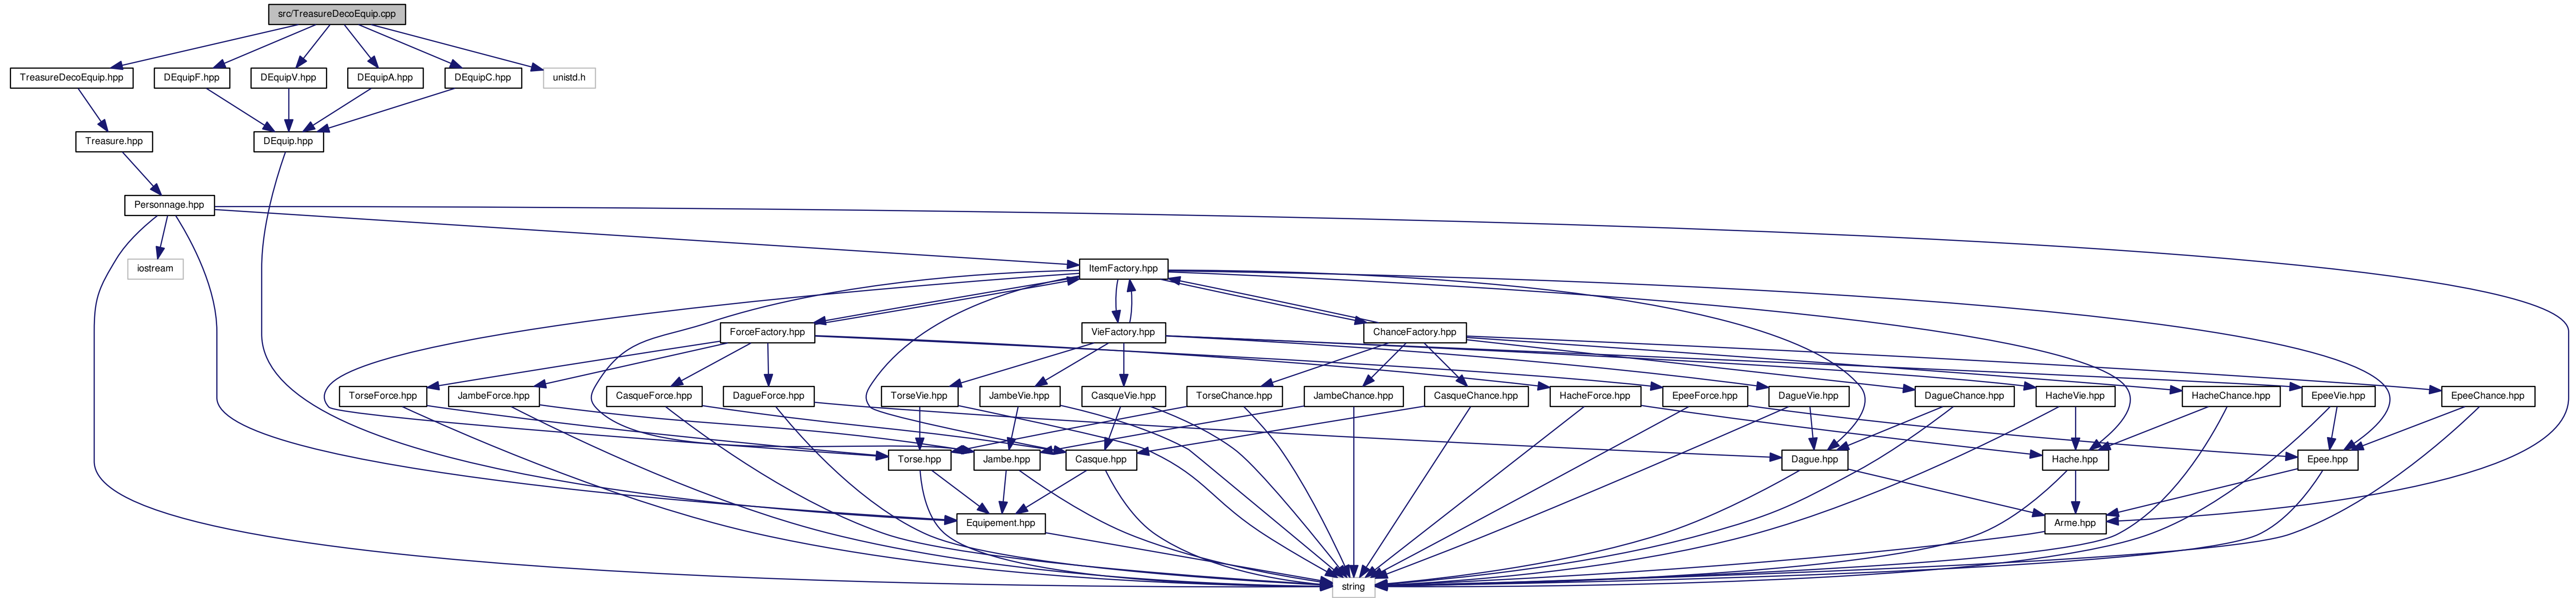 src/TreasureDecoEquip.cpp
TreasureDecoEquip.hpp
DEquipF.hpp
DEquipV.hpp
DEquipA.hpp
DEquipC.hpp
unistd.h
Treasure.hpp
DEquip.hpp
Personnage.hpp
iostream
ItemFactory.hpp
ForceFactory.hpp
VieFactory.hpp
ChanceFactory.hpp
TorseForce.hpp
JambeForce.hpp
CasqueForce.hpp
DagueForce.hpp
TorseVie.hpp
JambeVie.hpp
CasqueVie.hpp
TorseChance.hpp
JambeChance.hpp
CasqueChance.hpp
HacheForce.hpp
EpeeForce.hpp
DagueVie.hpp
DagueChance.hpp
HacheVie.hpp
HacheChance.hpp
EpeeVie.hpp
EpeeChance.hpp
Torse.hpp
Jambe.hpp
Casque.hpp
Dague.hpp
Hache.hpp
Epee.hpp
Equipement.hpp
Arme.hpp
string